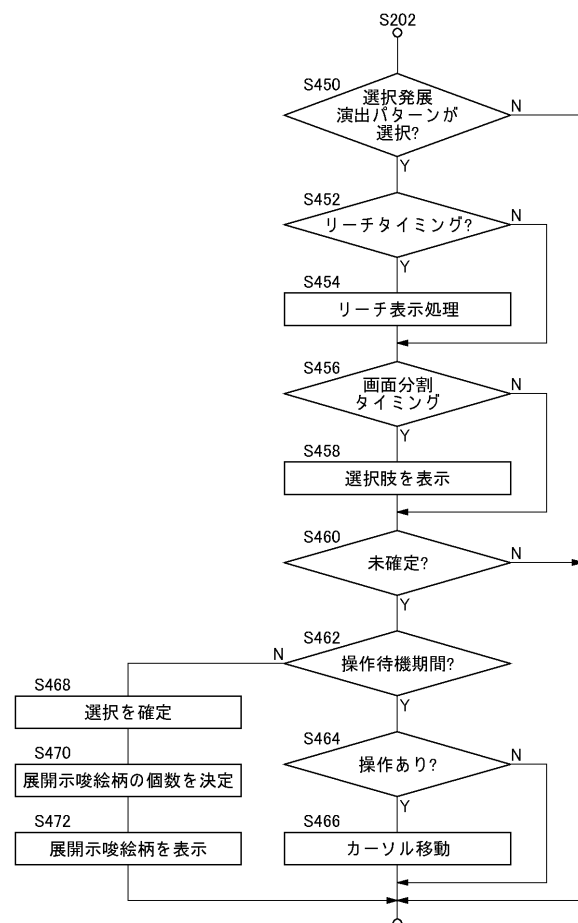 S202
S450
選択発展
演出パターンが
選択?
N
Y
S452
リーチタイミング?
N
Y
S454
リーチ表示処理
S456
画面分割
タイミング
N
Y
S458
選択肢を表示
S460
未確定?
N
Y
S462
操作待機期間?
N
Y
S468
選択を確定
S464
操作あり?
N
Y
S470
展開示唆絵柄の個数を決定
S466
カーソル移動
S472
展開示唆絵柄を表示